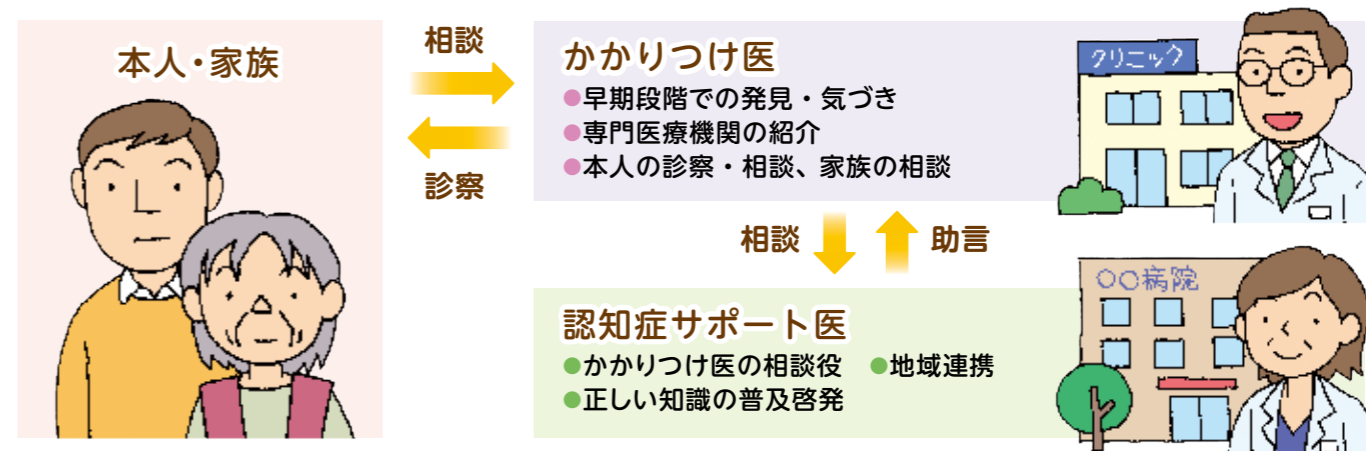 本人・家族
相談
診察
かかりつけ医
●早期段階での発見・気づき
●専門医療機関の紹介
●本人の診察・相談、家族の相談
クリニック
相談
助言
認知症サポート医
●かかりつけ医の相談役 ●地域連携
●正しい知識の普及啓発
○○病院